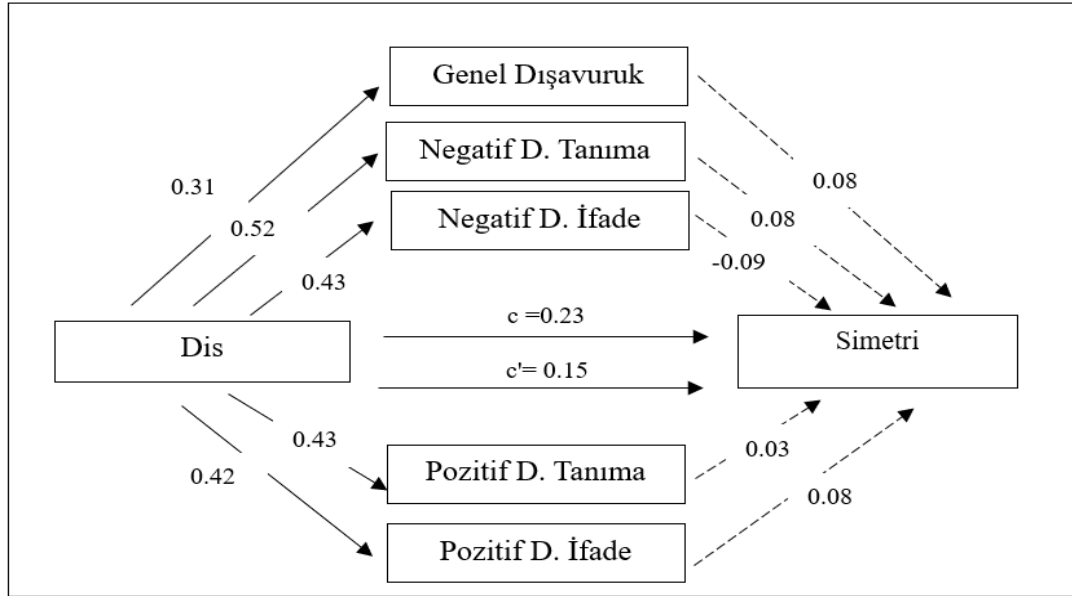 Genel Dışavuruk
Negatif D. Tanıma
0.31
0.08
Negatif D. İfade
0.52
0.08
-0.09
0.43
c =0.23
Dis
Simetri
c'= 0.15
0.43
0.03
Pozitif D. Tanıma
0.42
0.08
Pozitif D. İfade